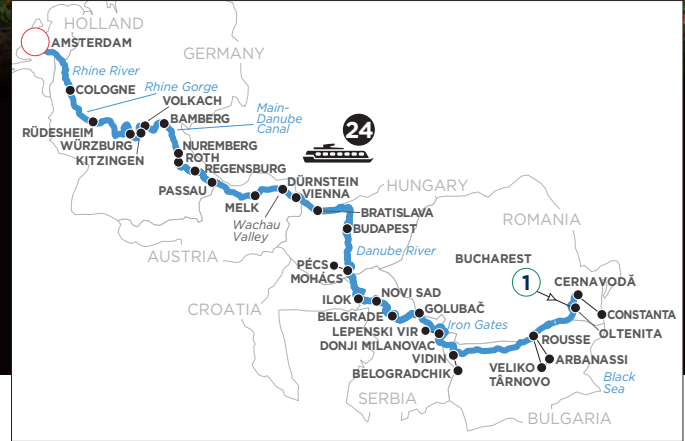 HOLLAND
AMSTERDAM
GERMANY
Rhine River
Rhine Gorge
COLOGNE
VOLKACH
Main-
Danube
Canal
BAMBERG
RÜDESHEIM
WÜRZBURG
KITZINGEN
24
NUREMBERG
ROTH
REGENSBURG
PASSAU
DÜRNSTEIN
VIENNA
HUNGARY
MELK
Wachau
Valley
BRATISLAVA
ROMANIA
BUDAPEST
AUSTRIA
Danube River
BUCHAREST
PÉCS
MOHÁCS
1
CERNAVODĂ
CROATIA
ILOK
NOVI SAD
BELGRADE
GOLUBAČ
CONSTANTA
OLTENITA
LEPENSKI VIR
Iron Gates
DONJI MILANOVAC
ROUSSE
VIDIN
ARBANASSI
BELOGRADCHIK
VELIKO
TÂRNOVO
Black
Sea
SERBIA
BULGARIA